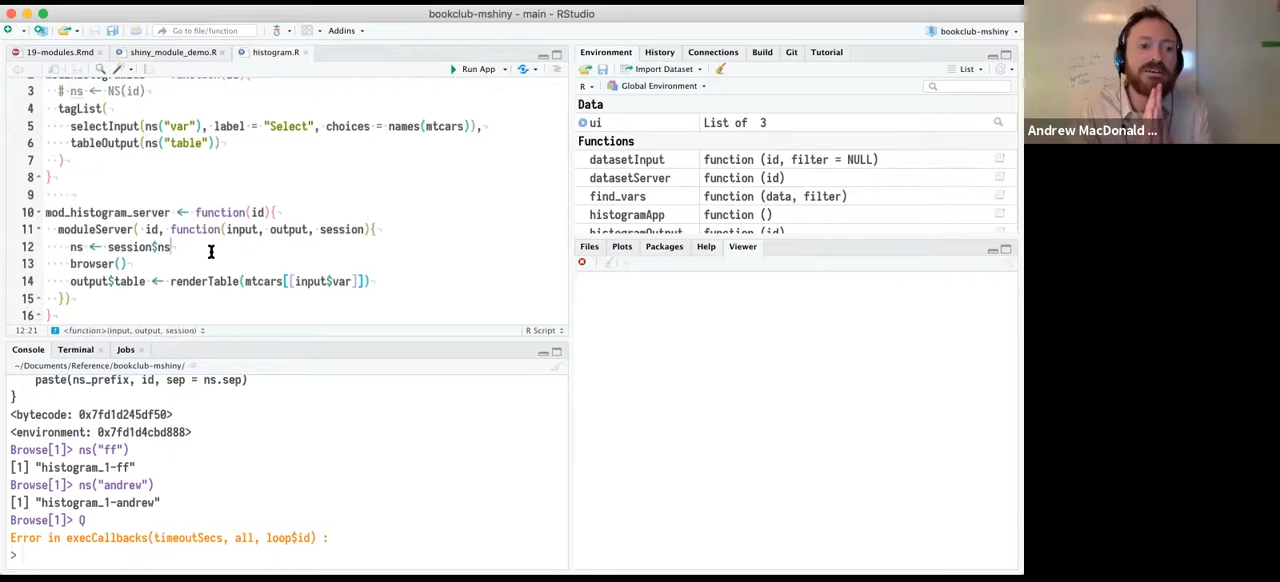 bookclub-mshiny - main - RStudio
Go to file/function
Addins
bookclub-mshiny
19-modules.Rmd
shiny_module_demo.R
histogram.R
Run App
3 # ns <- NS(id)
4 tagList(
5 selectInput(ns("var"), label = "Select", choices = names(mtcars)),
6 tableOutput(ns("table"))
7 )
8 }
9
10 mod_histogram_server <- function(id){
11 moduleServer( id, function(input, output, session){
12 ns <- session$ns
13 browser()
14 output$table <- renderTable(mtcars[[input$var]])
15 })
16 }
12:21 <function>(input, output, session) R Script
Console Terminal Jobs
~/Documents/Reference/bookclub-mshiny/
paste(ns_prefix, id, sep = ns.sep)
}
<bytecode: 0x7fd1d245df50>
<environment: 0x7fd1d4cbd888>
Browse[1]> ns("ff")
[1] "histogram_1-ff"
Browse[1]> ns("andrew")
[1] "histogram_1-andrew"
Browse[1]> Q
Error in execCallbacks(timeoutSecs, all, loop$id) :
>
Environment History Connections Build Git Tutorial
Import Dataset
List
R Global Environment
Data
ui List of 3
Functions
datasetInput function (id, filter = NULL)
datasetServer function (id)
find_vars function (data, filter)
histogramApp function ()
histogramOutput function (id)
Files Plots Packages Help Viewer
Andrew MacDonald ...